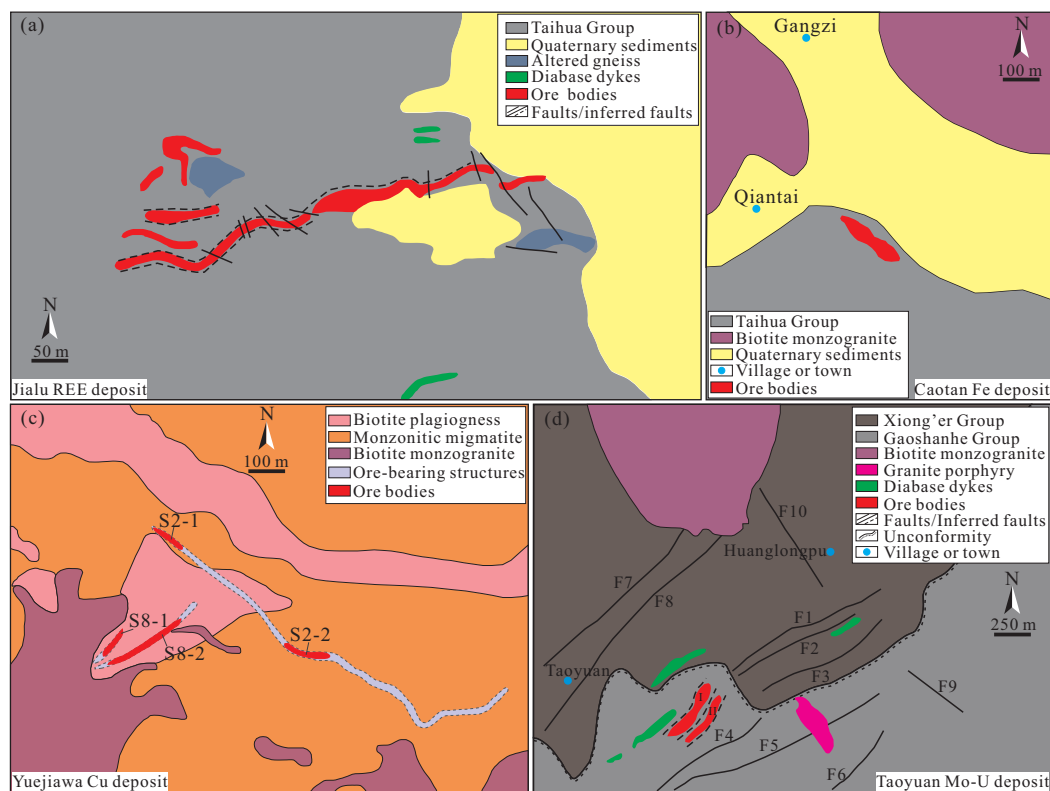 (a)
Taihua Group
Quaternary sediments
Altered gneiss
Diabase dykes
Ore bodies
Faults/inferred faults
N
50 m
Jialu REE deposit
(b)
Gangzi
N
100 m
Qiantai
Taihua Group
Biotite monzogranite
Quaternary sediments
Village or town
Ore bodies
Caotan Fe deposit
(c)
N
100 m
Biotite plagiogness
Monzonitic migmatite
Biotite monzogranite
Ore-bearing structures
Ore bodies
S2-1
S8-1
S8-2
S2-2
Yuejiawa Cu deposit
(d)
Xiong’er Group
Gaoshanhe Group
Biotite monzogranite
Granite porphyry
Diabase dykes
Ore bodies
Faults/Inferred faults
Unconformity
Village or town
N
250 m
F10
Huanglongpu
F7
F8
F1
F2
F3
Taoyuan
F9
I
II
F4
F5
F6
Taoyuan Mo-U deposit